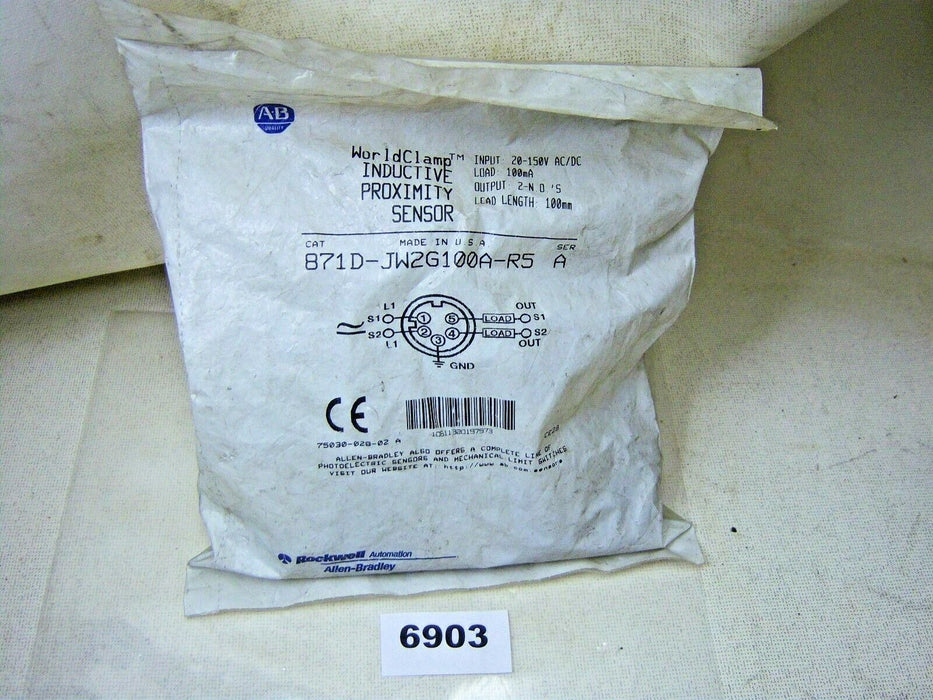 A·B
QUALITY
WorldClamp™
INDUCTIVE
PROXIMITY
SENSOR
INPUT: 20-150V AC/DC
LOAD: 100mA
OUTPUT: 2-N.O.'S
LEAD LENGTH: 100mm
CAT MADE IN U.S.A SER
871D-JW2G100A-R5 A
L1 OUT
S1 1 5 LOAD S1
S2 2 4 LOAD S2
L1 3 OUT
GND
CE
75030-028-02 A
ALLEN-BRADLEY ALSO OFFERS A COMPLETE LINE OF
PHOTOELECTRIC SENSORS AND MECHANICAL LIMIT SWITCHES
VISIT OUR WEBSITE AT: http://www.ab.com.sensors
Rockwell Automation
Allen-Bradley
6903